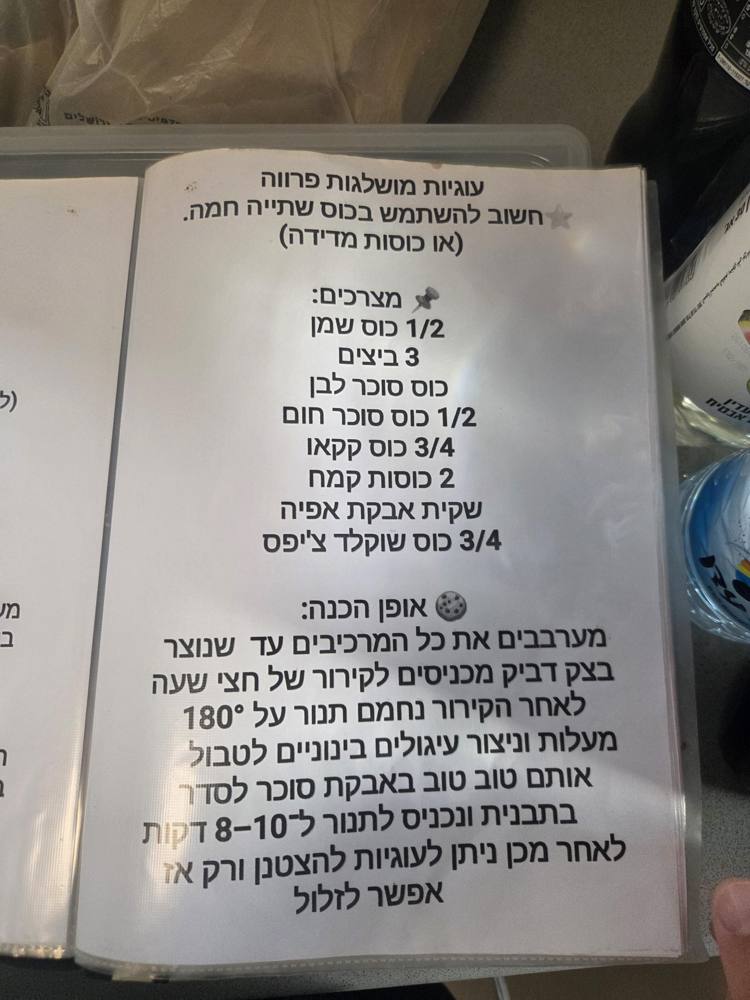 עוגיות מושלגות פרווה
⭐חשוב להשתמש בכוס שתייה חמה.
(או כוסות מדידה)
📌 מצרכים:
1/2 כוס שמן
3 ביצים
כוס סוכר לבן
1/2 כוס סוכר חום
3/4 כוס קקאו
2 כוסות קמח
שקית אבקת אפיה
3/4 כוס שוקלד צ'יפס
🍪 אופן הכנה:
מערבבים את כל המרכיבים עד שנוצר
בצק דביק מכניסים לקירור של חצי שעה
לאחר הקירור נחמם תנור על 180°
מעלות וניצור עיגולים בינוניים לטבול
אותם טוב טוב באבקת סוכר לסדר
בתבנית ונכניס לתנור ל־8–10 דקות
לאחר מכן ניתן לעוגיות להצטנן ורק אז
אפשר לזלול